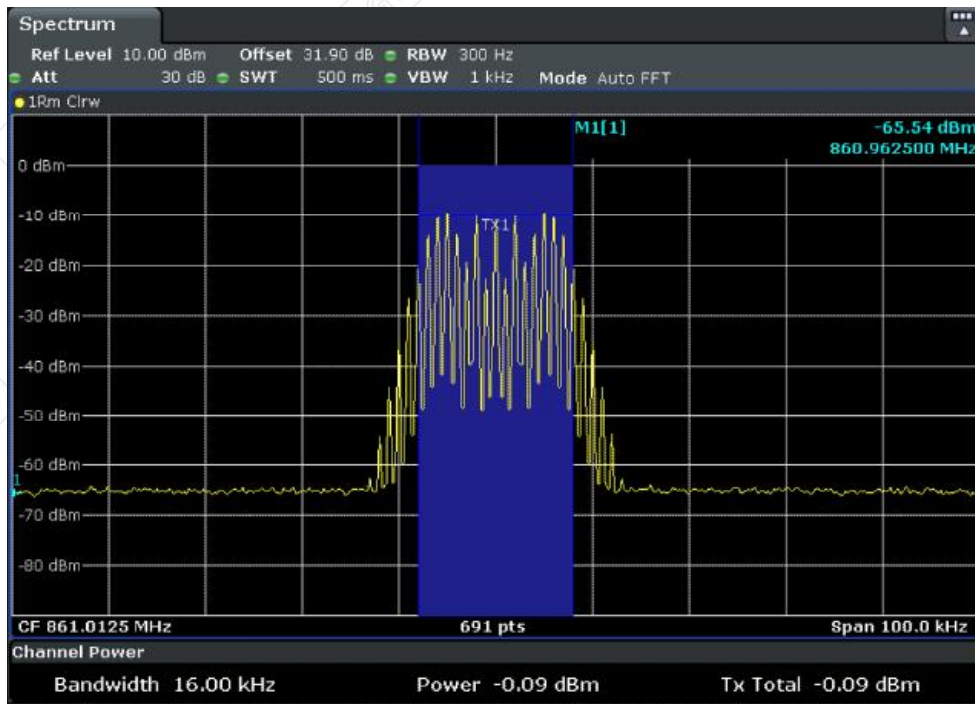 Spectrum
Ref Level 10.00 dBm Offset 31.90 dB RBW 300 Hz
Att 30 dB SWT 500 ms VBW 1 kHz Mode Auto FFT
1Rm Clrw
M1[1] -65.54 dBm
860.962500 MHz
0 dBm
-10 dBm
TX1
-20 dBm
-30 dBm
-40 dBm
-50 dBm
-60 dBm
1
-70 dBm
-80 dBm
CF 861.0125 MHz 691 pts Span 100.0 kHz
Channel Power
Bandwidth 16.00 kHz Power -0.09 dBm Tx Total -0.09 dBm